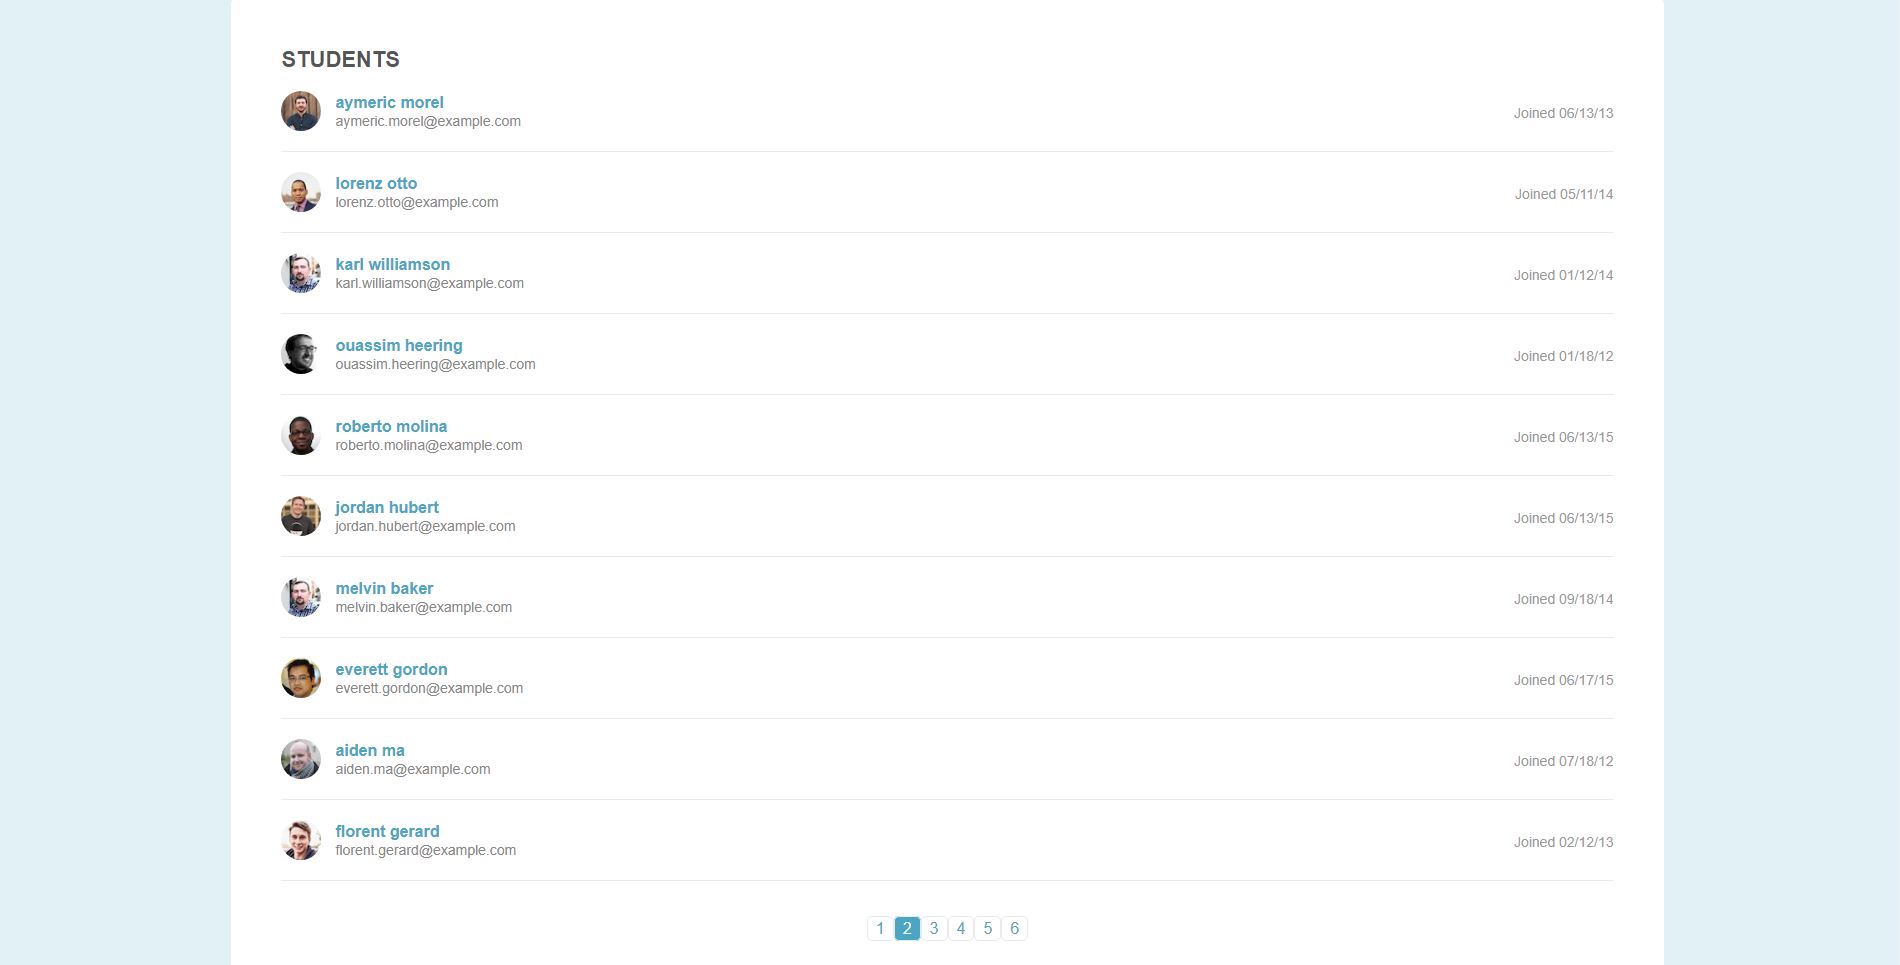 STUDENTS
aymeric morel
aymeric.morel@example.com
Joined 06/13/13
lorenz otto
lorenz.otto@example.com
Joined 05/11/14
karl williamson
karl.williamson@example.com
Joined 01/12/14
ouassim heering
ouassim.heering@example.com
Joined 01/18/12
roberto molina
roberto.molina@example.com
Joined 06/13/15
jordan hubert
jordan.hubert@example.com
Joined 06/13/15
melvin baker
melvin.baker@example.com
Joined 09/18/14
everett gordon
everett.gordon@example.com
Joined 06/17/15
aiden ma
aiden.ma@example.com
Joined 07/18/12
florent gerard
florent.gerard@example.com
Joined 02/12/13
1 2 3 4 5 6